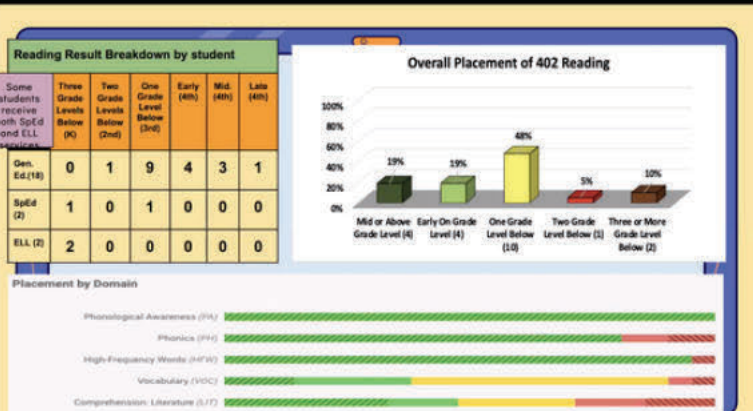 Reading Result Breakdown by student
Some
students
receive
both SpEd
and ELL
services
Three
Grade
Levels
Below
(K)
Two
Grade
Levels
Below
(2nd)
One
Grade
Level
Below
(3rd)
Early
(4th)
Mid.
(4th)
Late
(4th)
Gen.
Ed.(18)
0 1 9 4 3 1
SpEd
(2)
1 0 1 0 0 0
ELL (2)
2 0 0 0 0 0
Overall Placement of 402 Reading
100%
80%
60%
40%
20%
0%
19%
19%
48%
5%
10%
Mid or Above
Grade Level (4)
Early On Grade
Level (4)
One Grade
Level Below
(10)
Two Grade
Level Below (1)
Three or More
Grade Level
Below (2)
Placement by Domain
Phonological Awareness (PA)
Phonics (PH)
High-Frequency Words (HFW)
Vocabulary (VOC)
Comprehension: Literature (LIT)